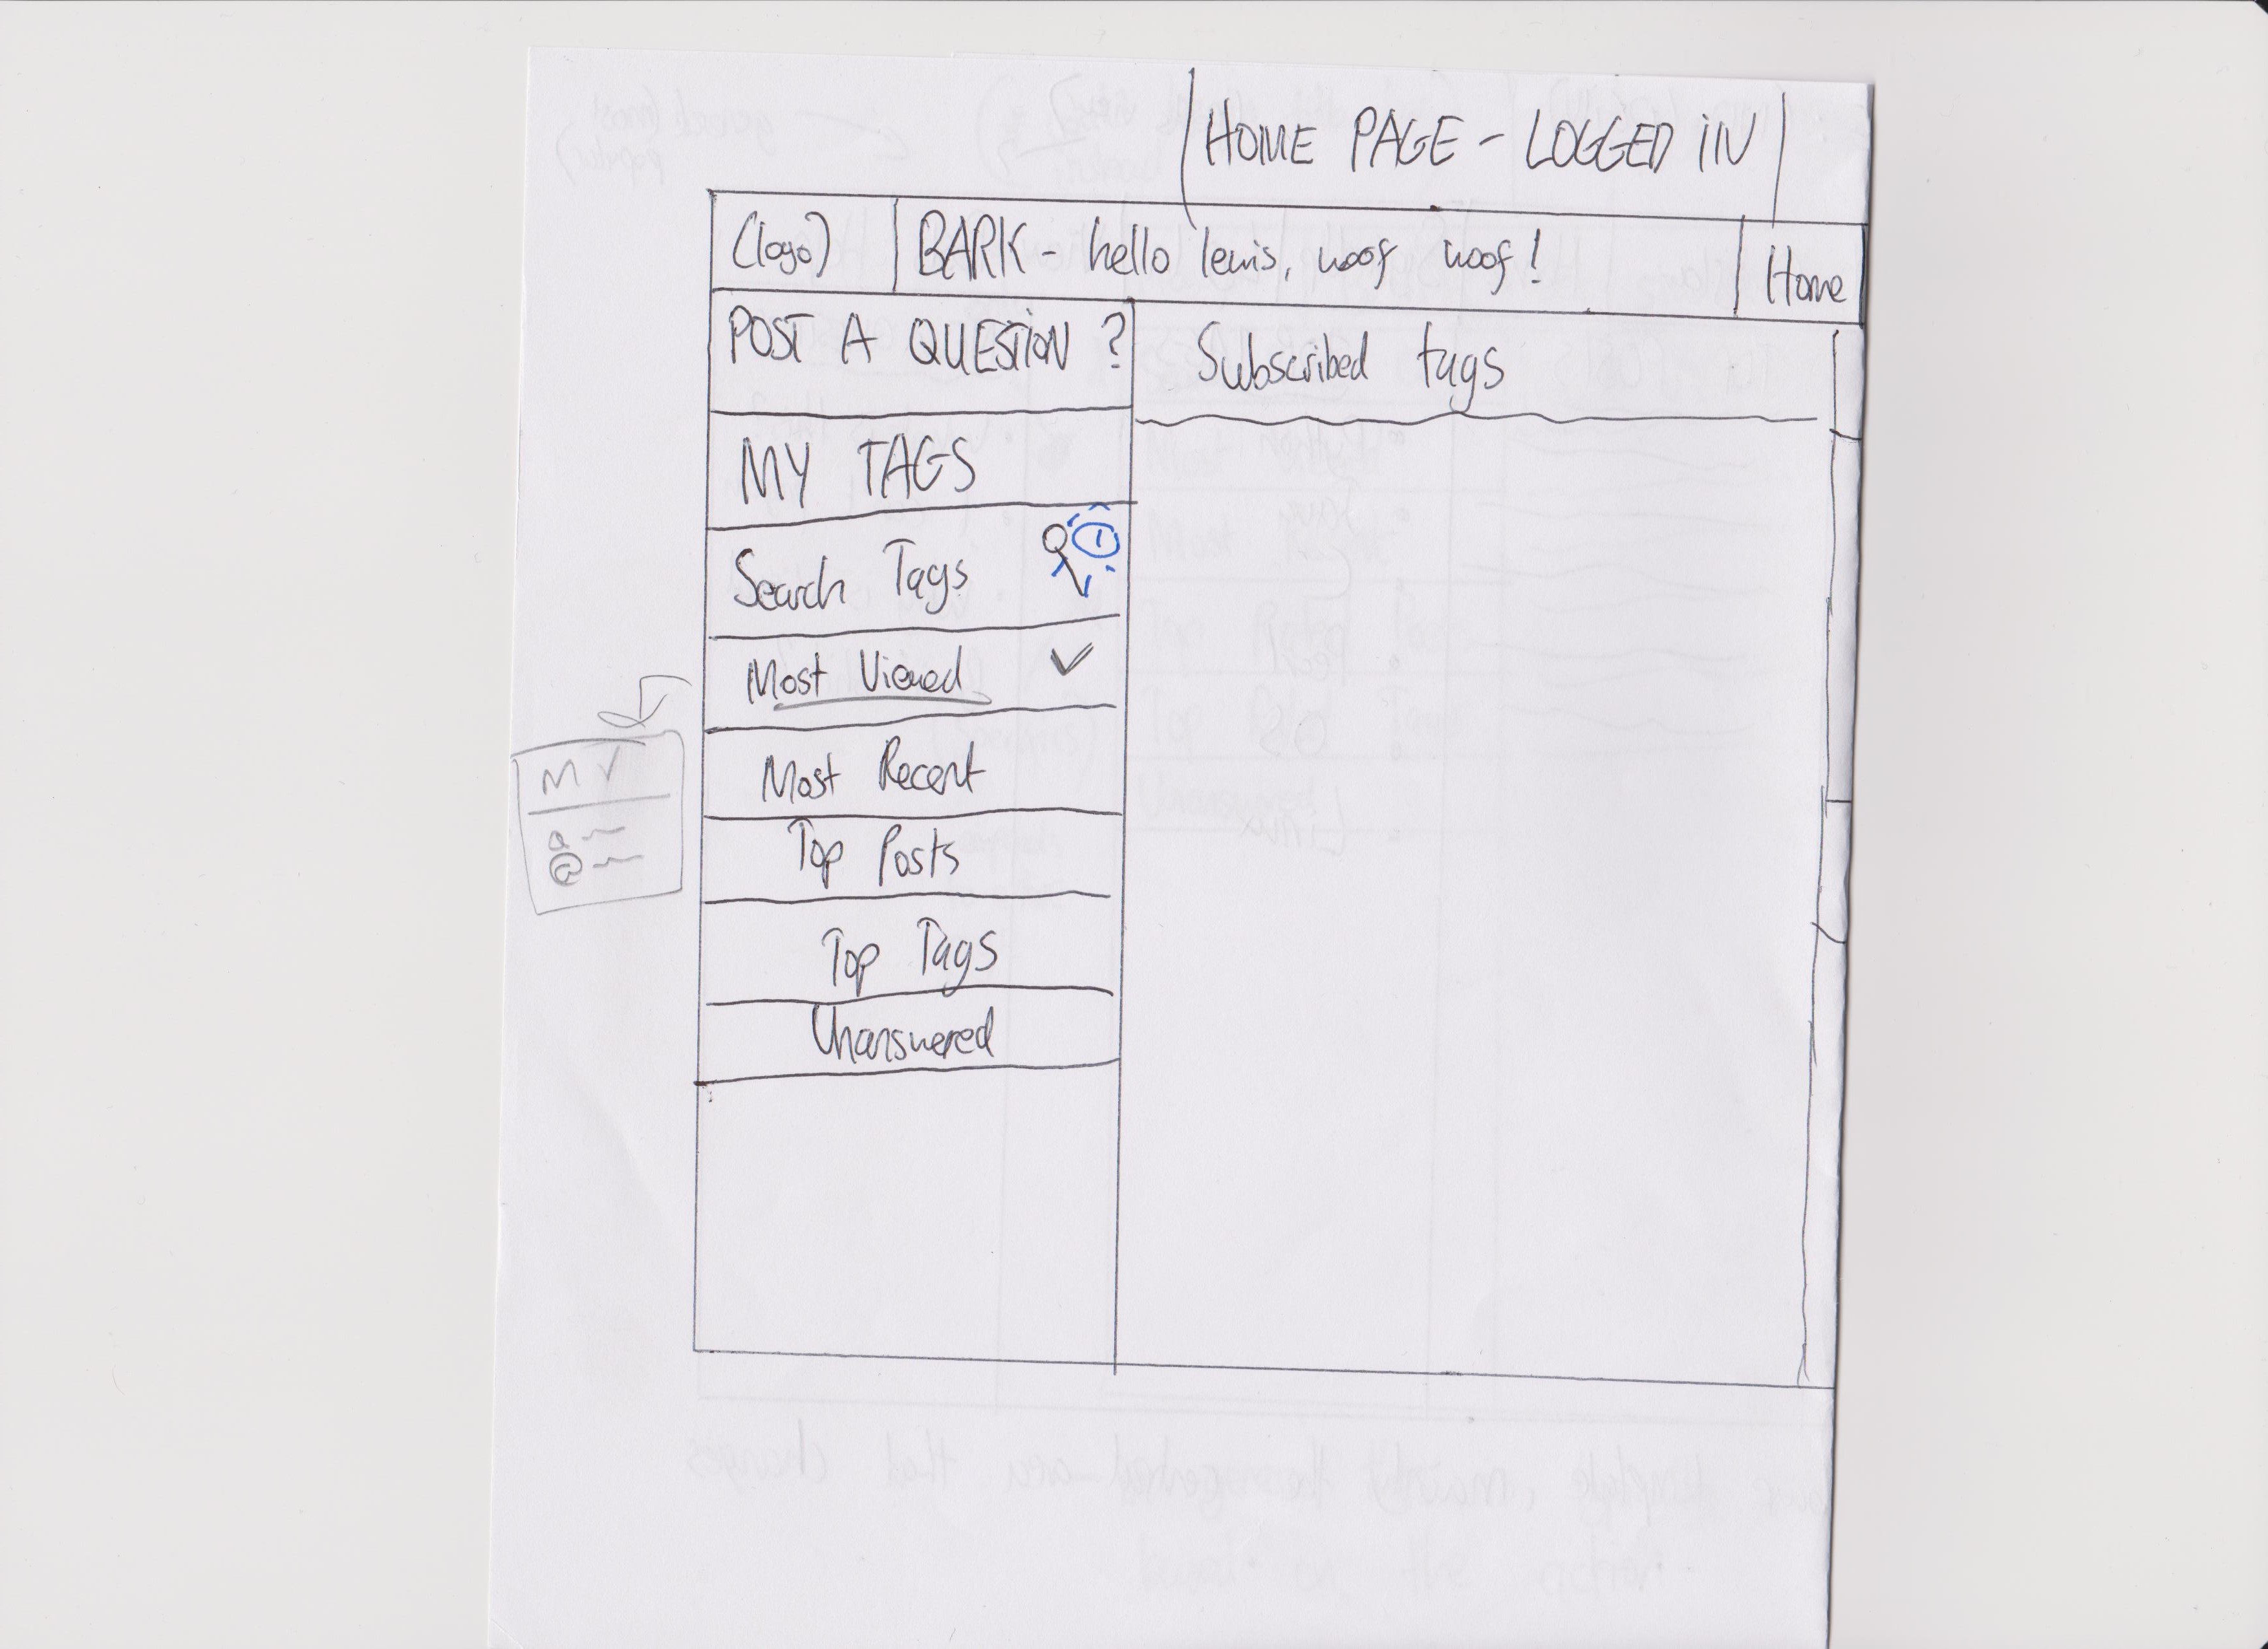 HOME PAGE - LOGGED IN
(logo) BARK - hello lewis, woof woof! Home
POST A QUESTION ?
Subscribed tags
MY TAGS
Search Tags
Most Viewed
M V
Most Recent
Top Posts
Top Tags
Unanswered